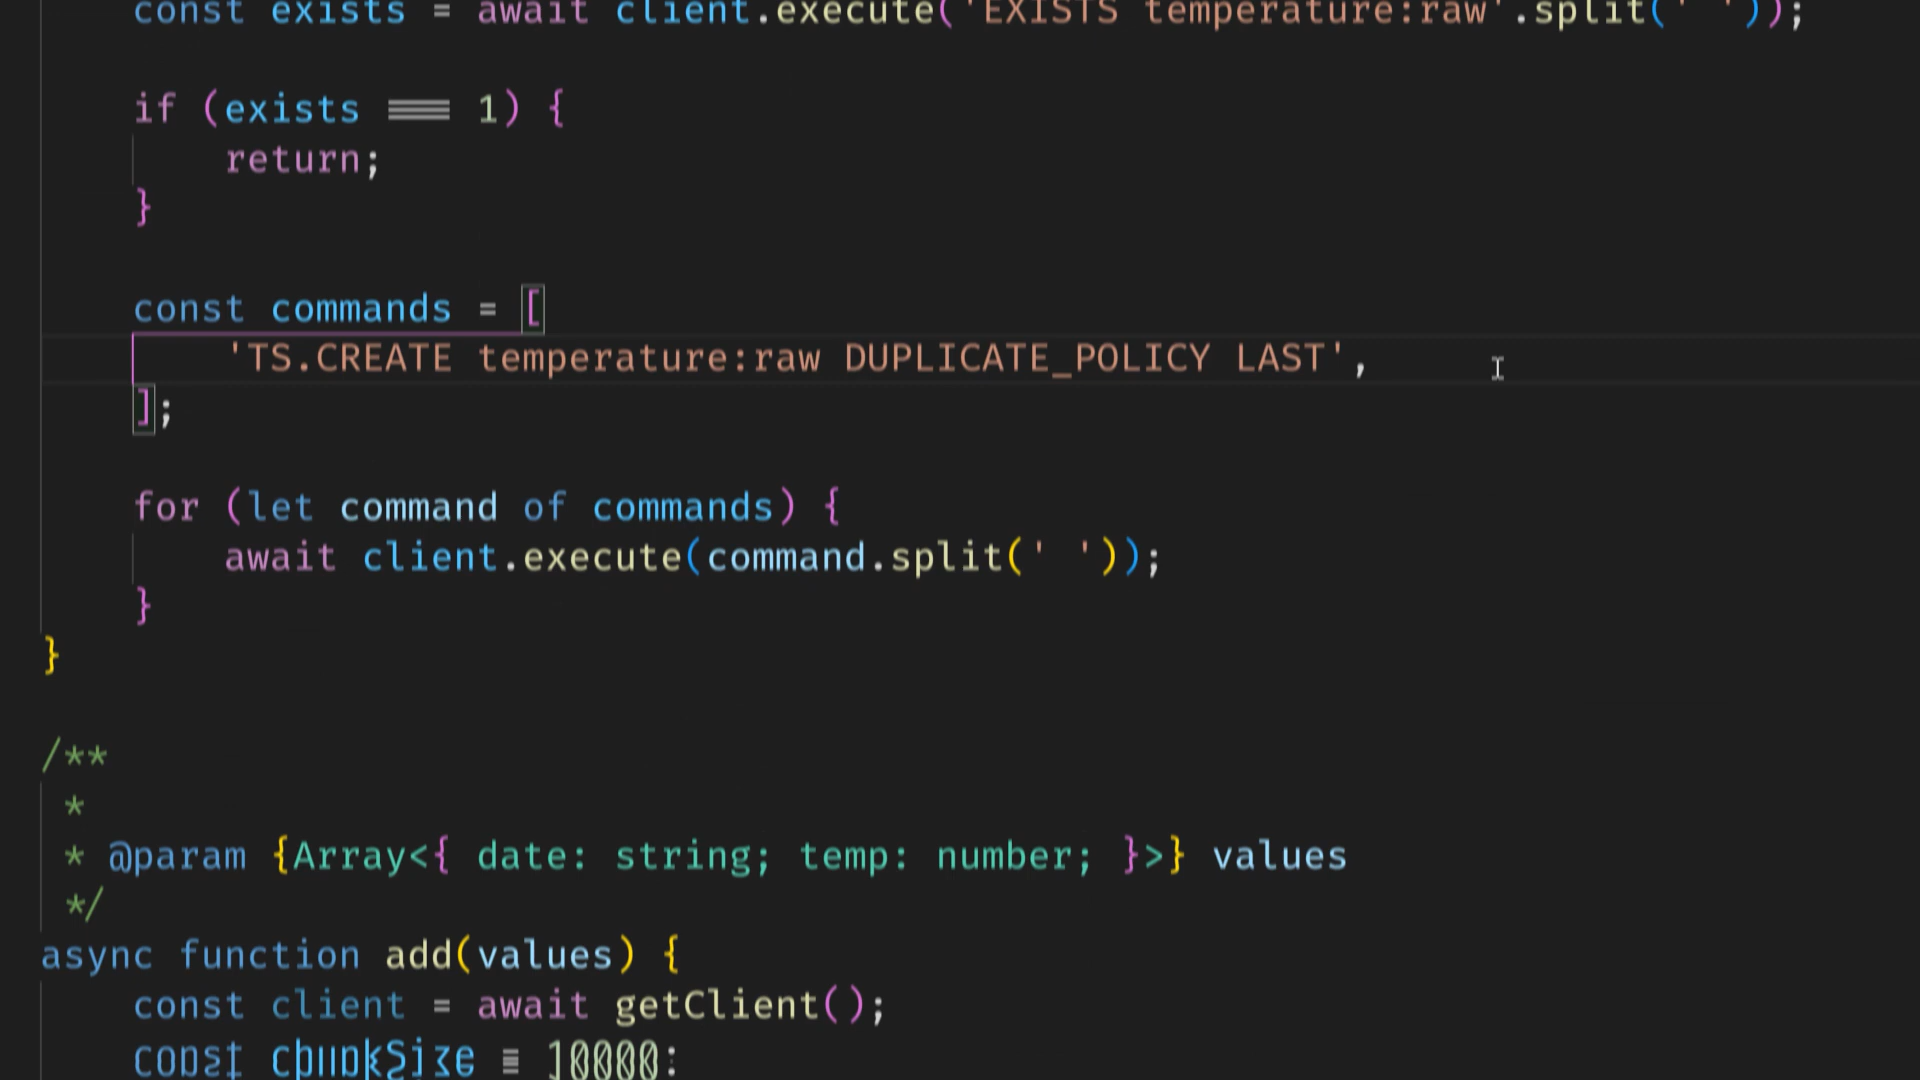 const exists = await client.execute('EXISTS temperature:raw'.split(' '));
if (exists === 1) {
return;
}
const commands = [
'TS.CREATE temperature:raw DUPLICATE_POLICY LAST',
];
for (let command of commands) {
await client.execute(command.split(' '));
}
}
/**
*
* @param {Array<{ date: string; temp: number; }>} values
*/
async function add(values) {
const client = await getClient();
const chunkSize = 10000;